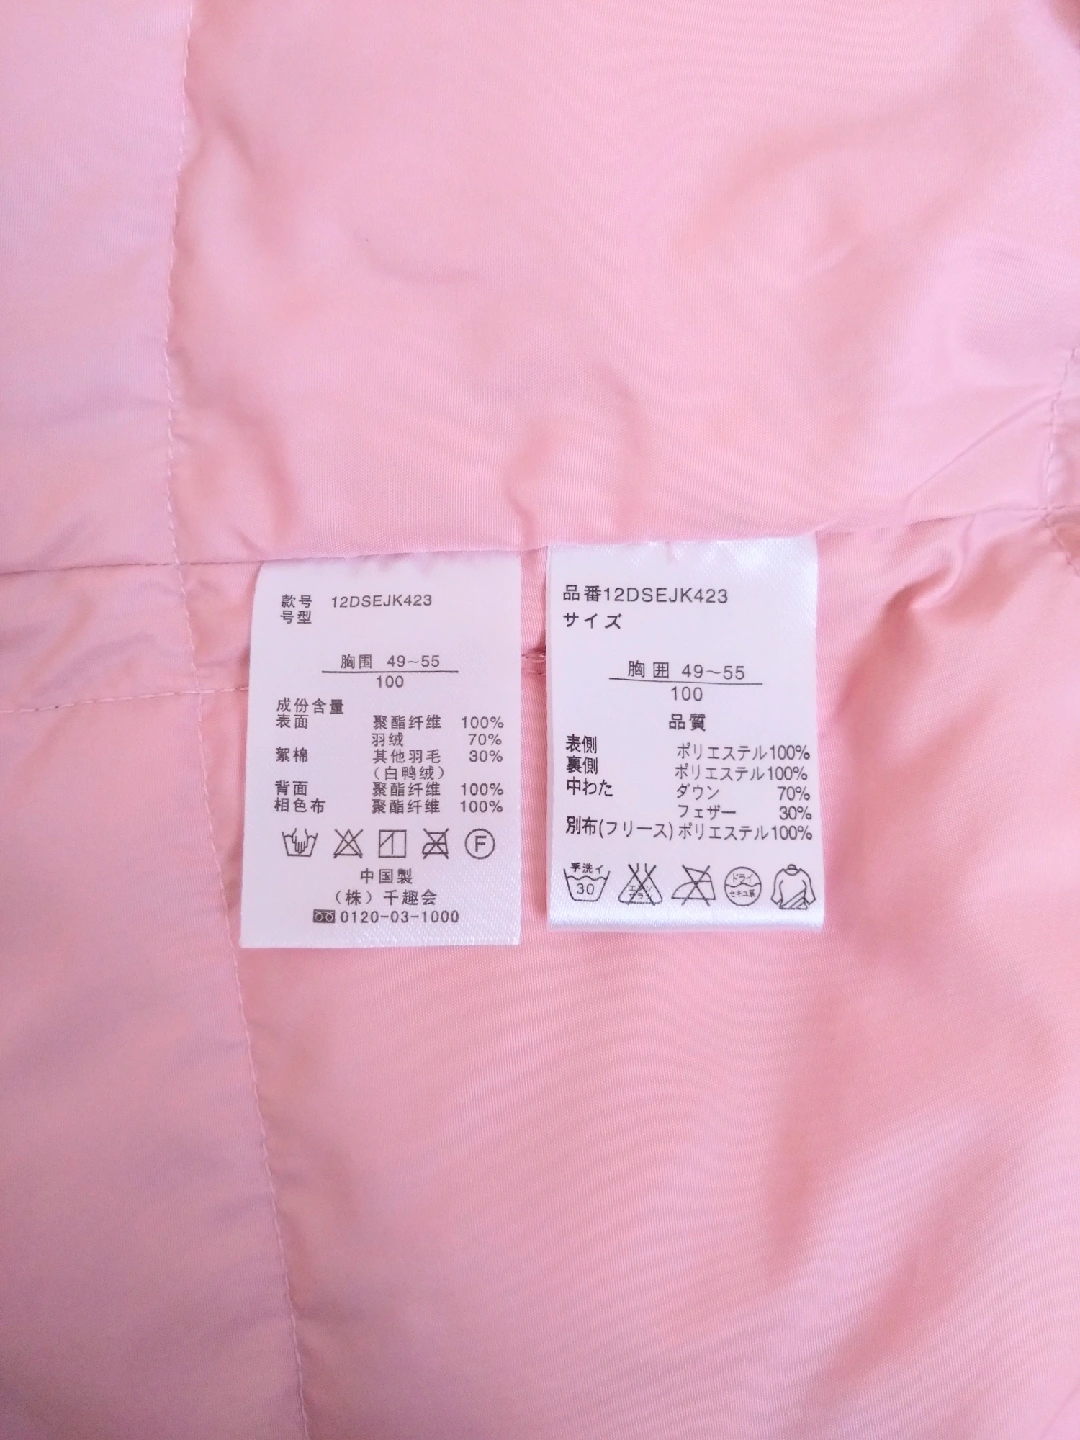 款号 12DSEJK423
号型
胸围 49~55
100
成份含量
表面 聚酯纤维 100%
羽绒 70%
絮棉 其他羽毛 30%
（白鸭绒）
背面 聚酯纤维 100%
相色布 聚酯纤维 100%
F
中国製
（株）千趣会
0120-03-1000
品番12DSEJK423
サイズ
胸囲 49~55
100
品質
表側 ポリエステル100%
裏側 ポリエステル100%
中わた ダウン 70%
フェザー 30%
別布(フリース) ポリエステル100%
手洗イ
30
ドライ